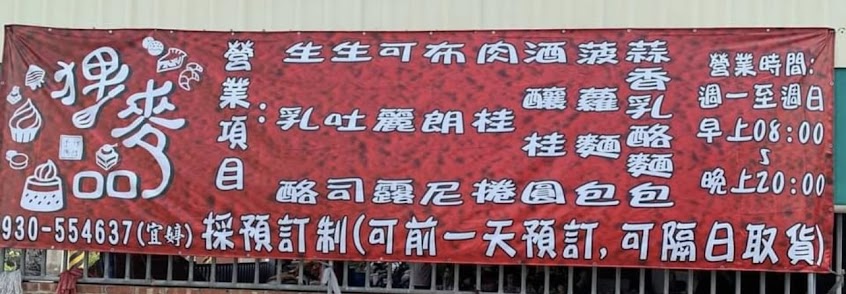 狸麥
營業項目:
生乳酪
生吐司
可麗露
布朗尼
肉桂捲
酒釀桂圓
菠蘿麵包
蒜香乳酪麵包
營業時間:
週一至週日
早上08:00
~
晚上20:00
930-554637(宜婷)
採預訂制(可前一天預訂,可隔日取貨)